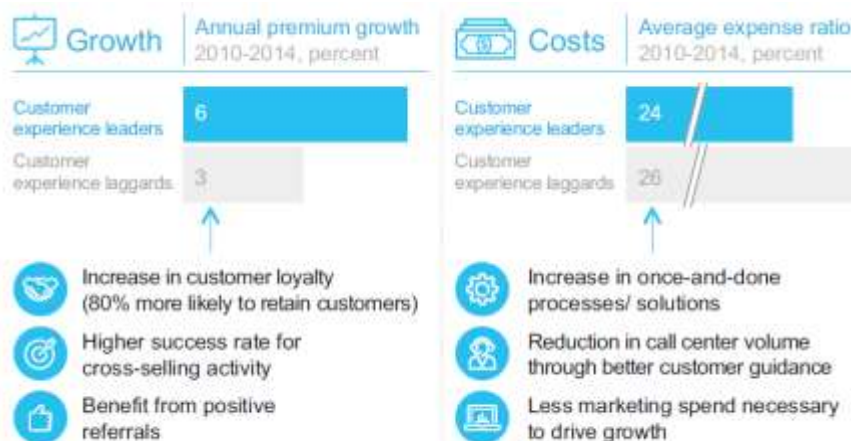 Growth
Annual premium growth
2010-2014, percent
Customer
experience leaders
6
Customer
experience laggards
3
Increase in customer loyalty
(80% more likely to retain customers)
Higher success rate for
cross-selling activity
Benefit from positive
referrals
Costs
Average expense ratio
2010-2014, percent
Customer
experience leaders
24
Customer
experience laggards
26
Increase in once-and-done
processes/ solutions
Reduction in call center volume
through better customer guidance
Less marketing spend necessary
to drive growth